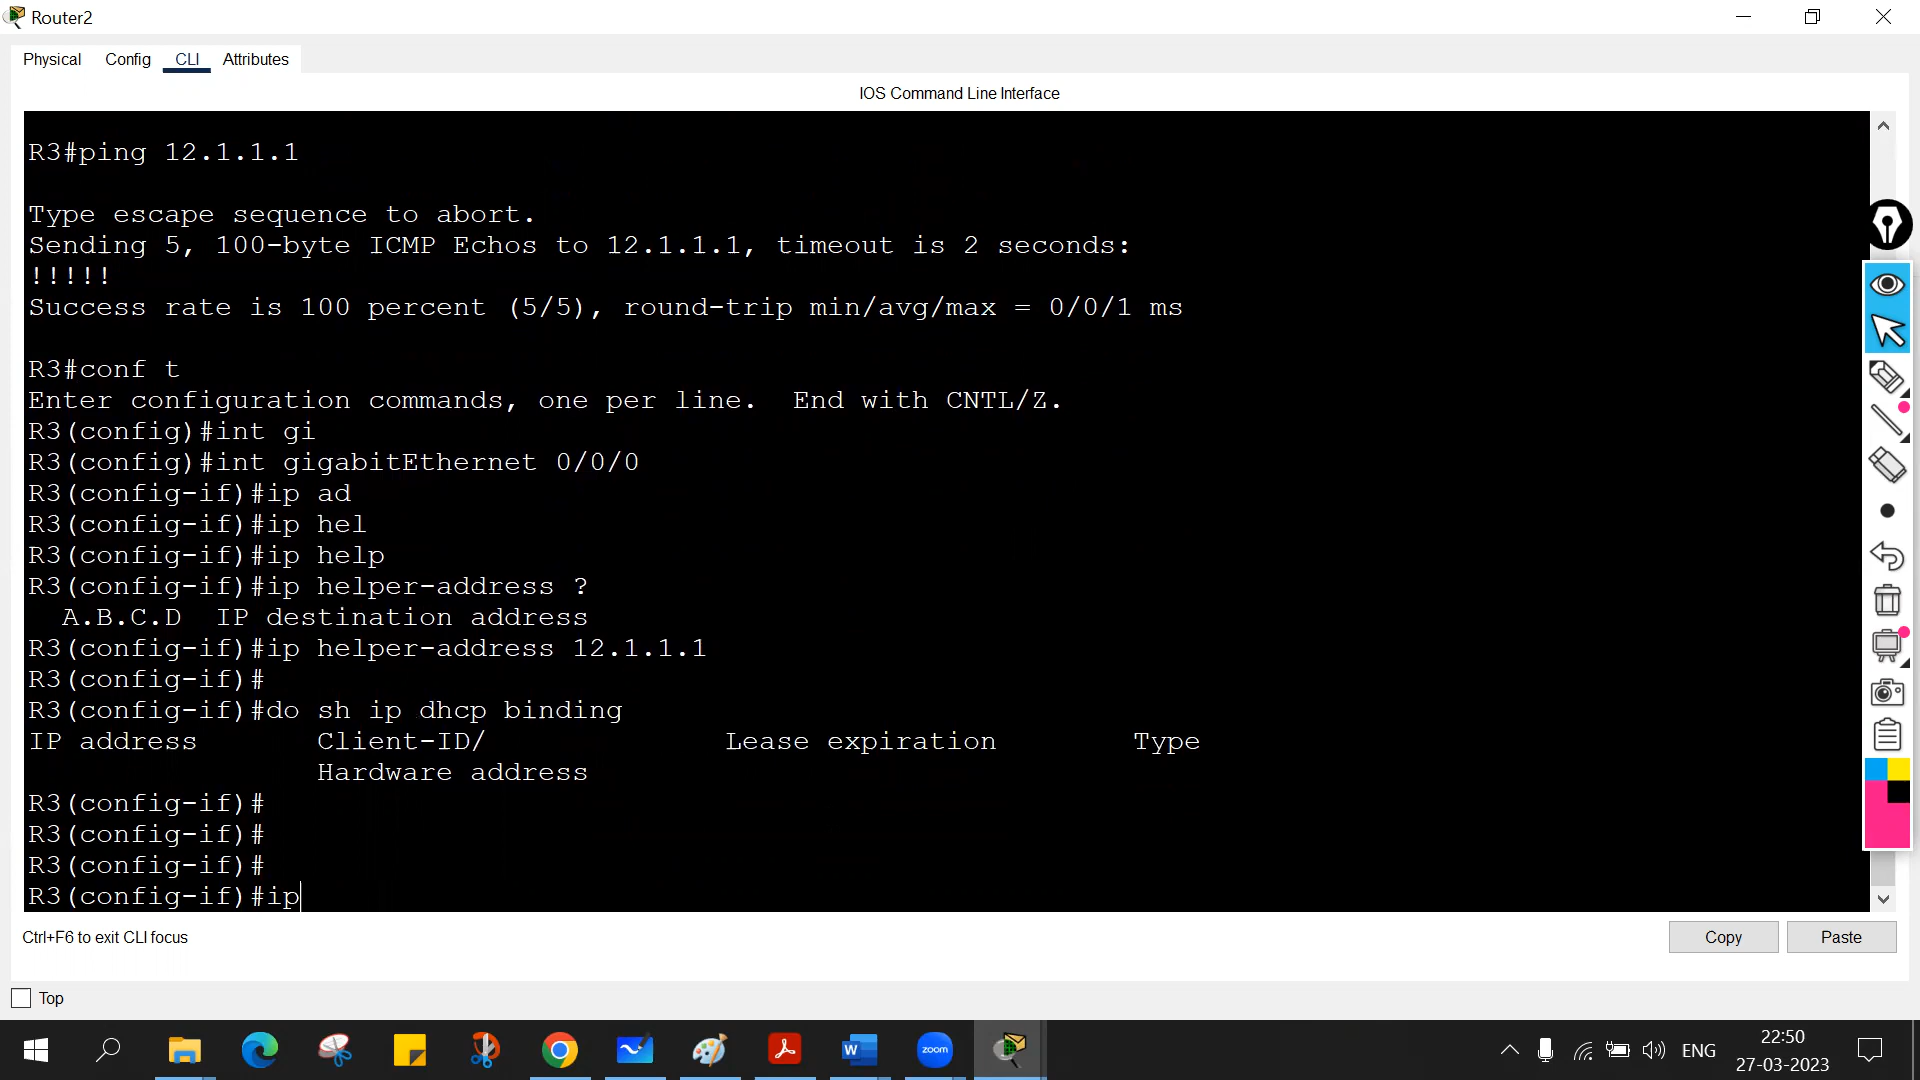 Router2
Physical Config CLI Attributes
IOS Command Line Interface
R3#ping 12.1.1.1
Type escape sequence to abort.
Sending 5, 100-byte ICMP Echos to 12.1.1.1, timeout is 2 seconds:
!!!!!
Success rate is 100 percent (5/5), round-trip min/avg/max = 0/0/1 ms
R3#conf t
Enter configuration commands, one per line.  End with CNTL/Z.
R3(config)#int gi
R3(config)#int gigabitEthernet 0/0/0
R3(config-if)#ip ad
R3(config-if)#ip hel
R3(config-if)#ip help
R3(config-if)#ip helper-address ?
A.B.C.D  IP destination address
R3(config-if)#ip helper-address 12.1.1.1
R3(config-if)#
R3(config-if)#do sh ip dhcp binding
IP address       Client-ID/              Lease expiration        Type
Hardware address
R3(config-if)#
R3(config-if)#
R3(config-if)#
R3(config-if)#ip
Ctrl+F6 to exit CLI focus
Copy Paste
Top
W zoom ENG
22:50
27-03-2023